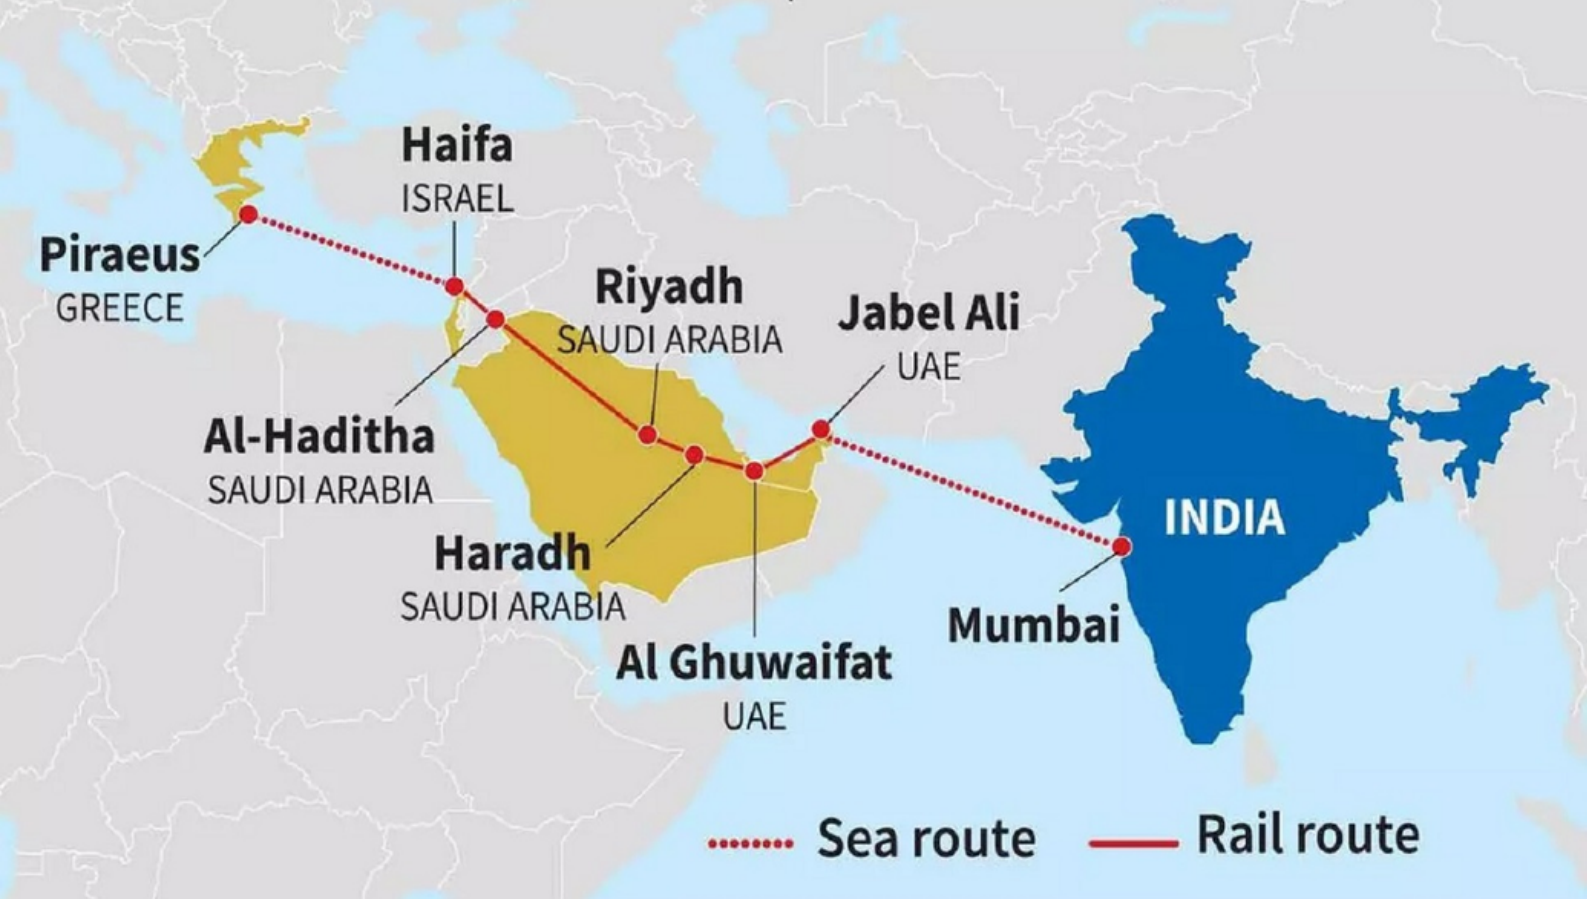 Haifa
ISRAEL
Piraeus
GREECE
Riyadh
SAUDI ARABIA
Jabel Ali
UAE
Al-Haditha
SAUDI ARABIA
INDIA
Haradh
SAUDI ARABIA
Mumbai
Al Ghuwaifat
UAE
Sea route
Rail route